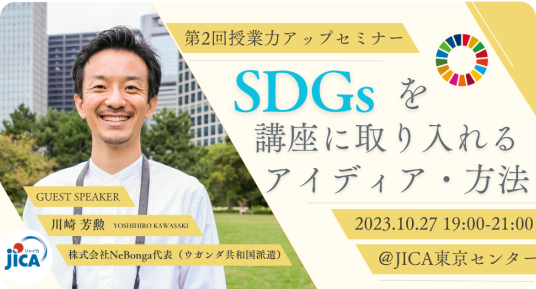 第2回授業力アップセミナー
SDGs を
講座に取り入れる
アイディア・方法
GUEST SPEAKER
川崎 芳勲 YOSHIHIRO KAWASAKI
株式会社NeBonga代表（ウガンダ共和国派遣）
2023.10.27 19:00-21:00
@JICA東京センター
ジャイカ
JICA